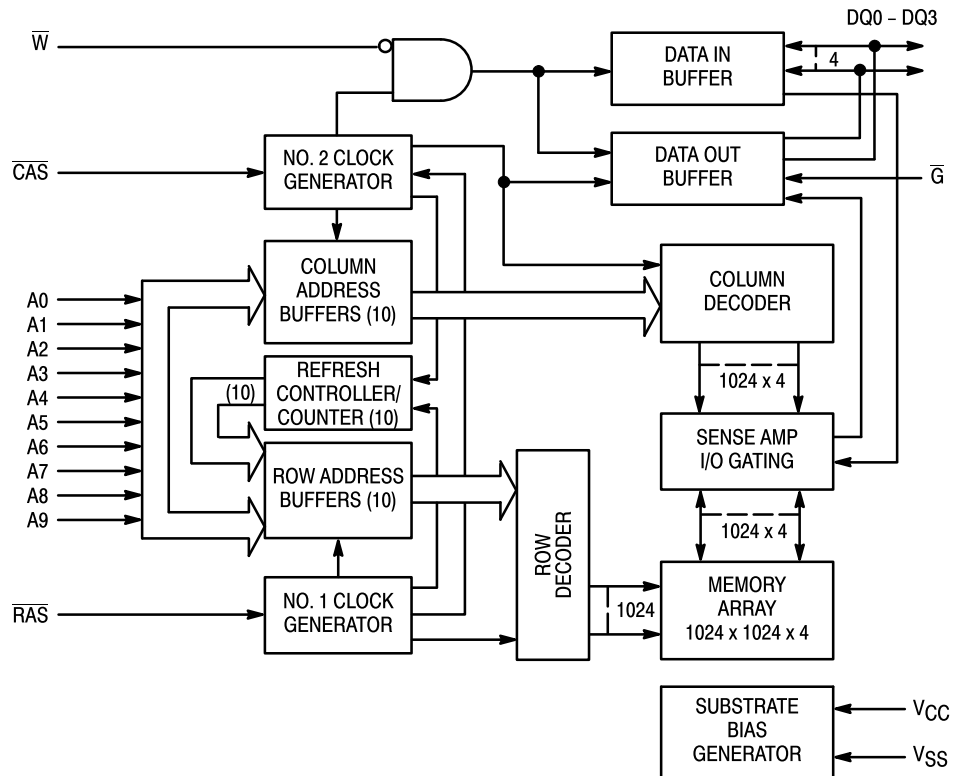 DQ0 – DQ3
W
DATA IN
BUFFER
4
NO. 2 CLOCK
GENERATOR
CAS
DATA OUT
BUFFER
G
COLUMN
ADDRESS
BUFFERS (10)
COLUMN
DECODER
A0
A1
A2
A3
A4
A5
A6
A7
A8
A9
REFRESH
CONTROLLER/
COUNTER (10)
(10)
1024 x 4
SENSE AMP
I/O GATING
ROW ADDRESS
BUFFERS (10)
1024 x 4
ROW
DECODER
RAS
NO. 1 CLOCK
GENERATOR
1024
MEMORY
ARRAY
1024 x 1024 x 4
SUBSTRATE
BIAS
GENERATOR
VCC
VSS